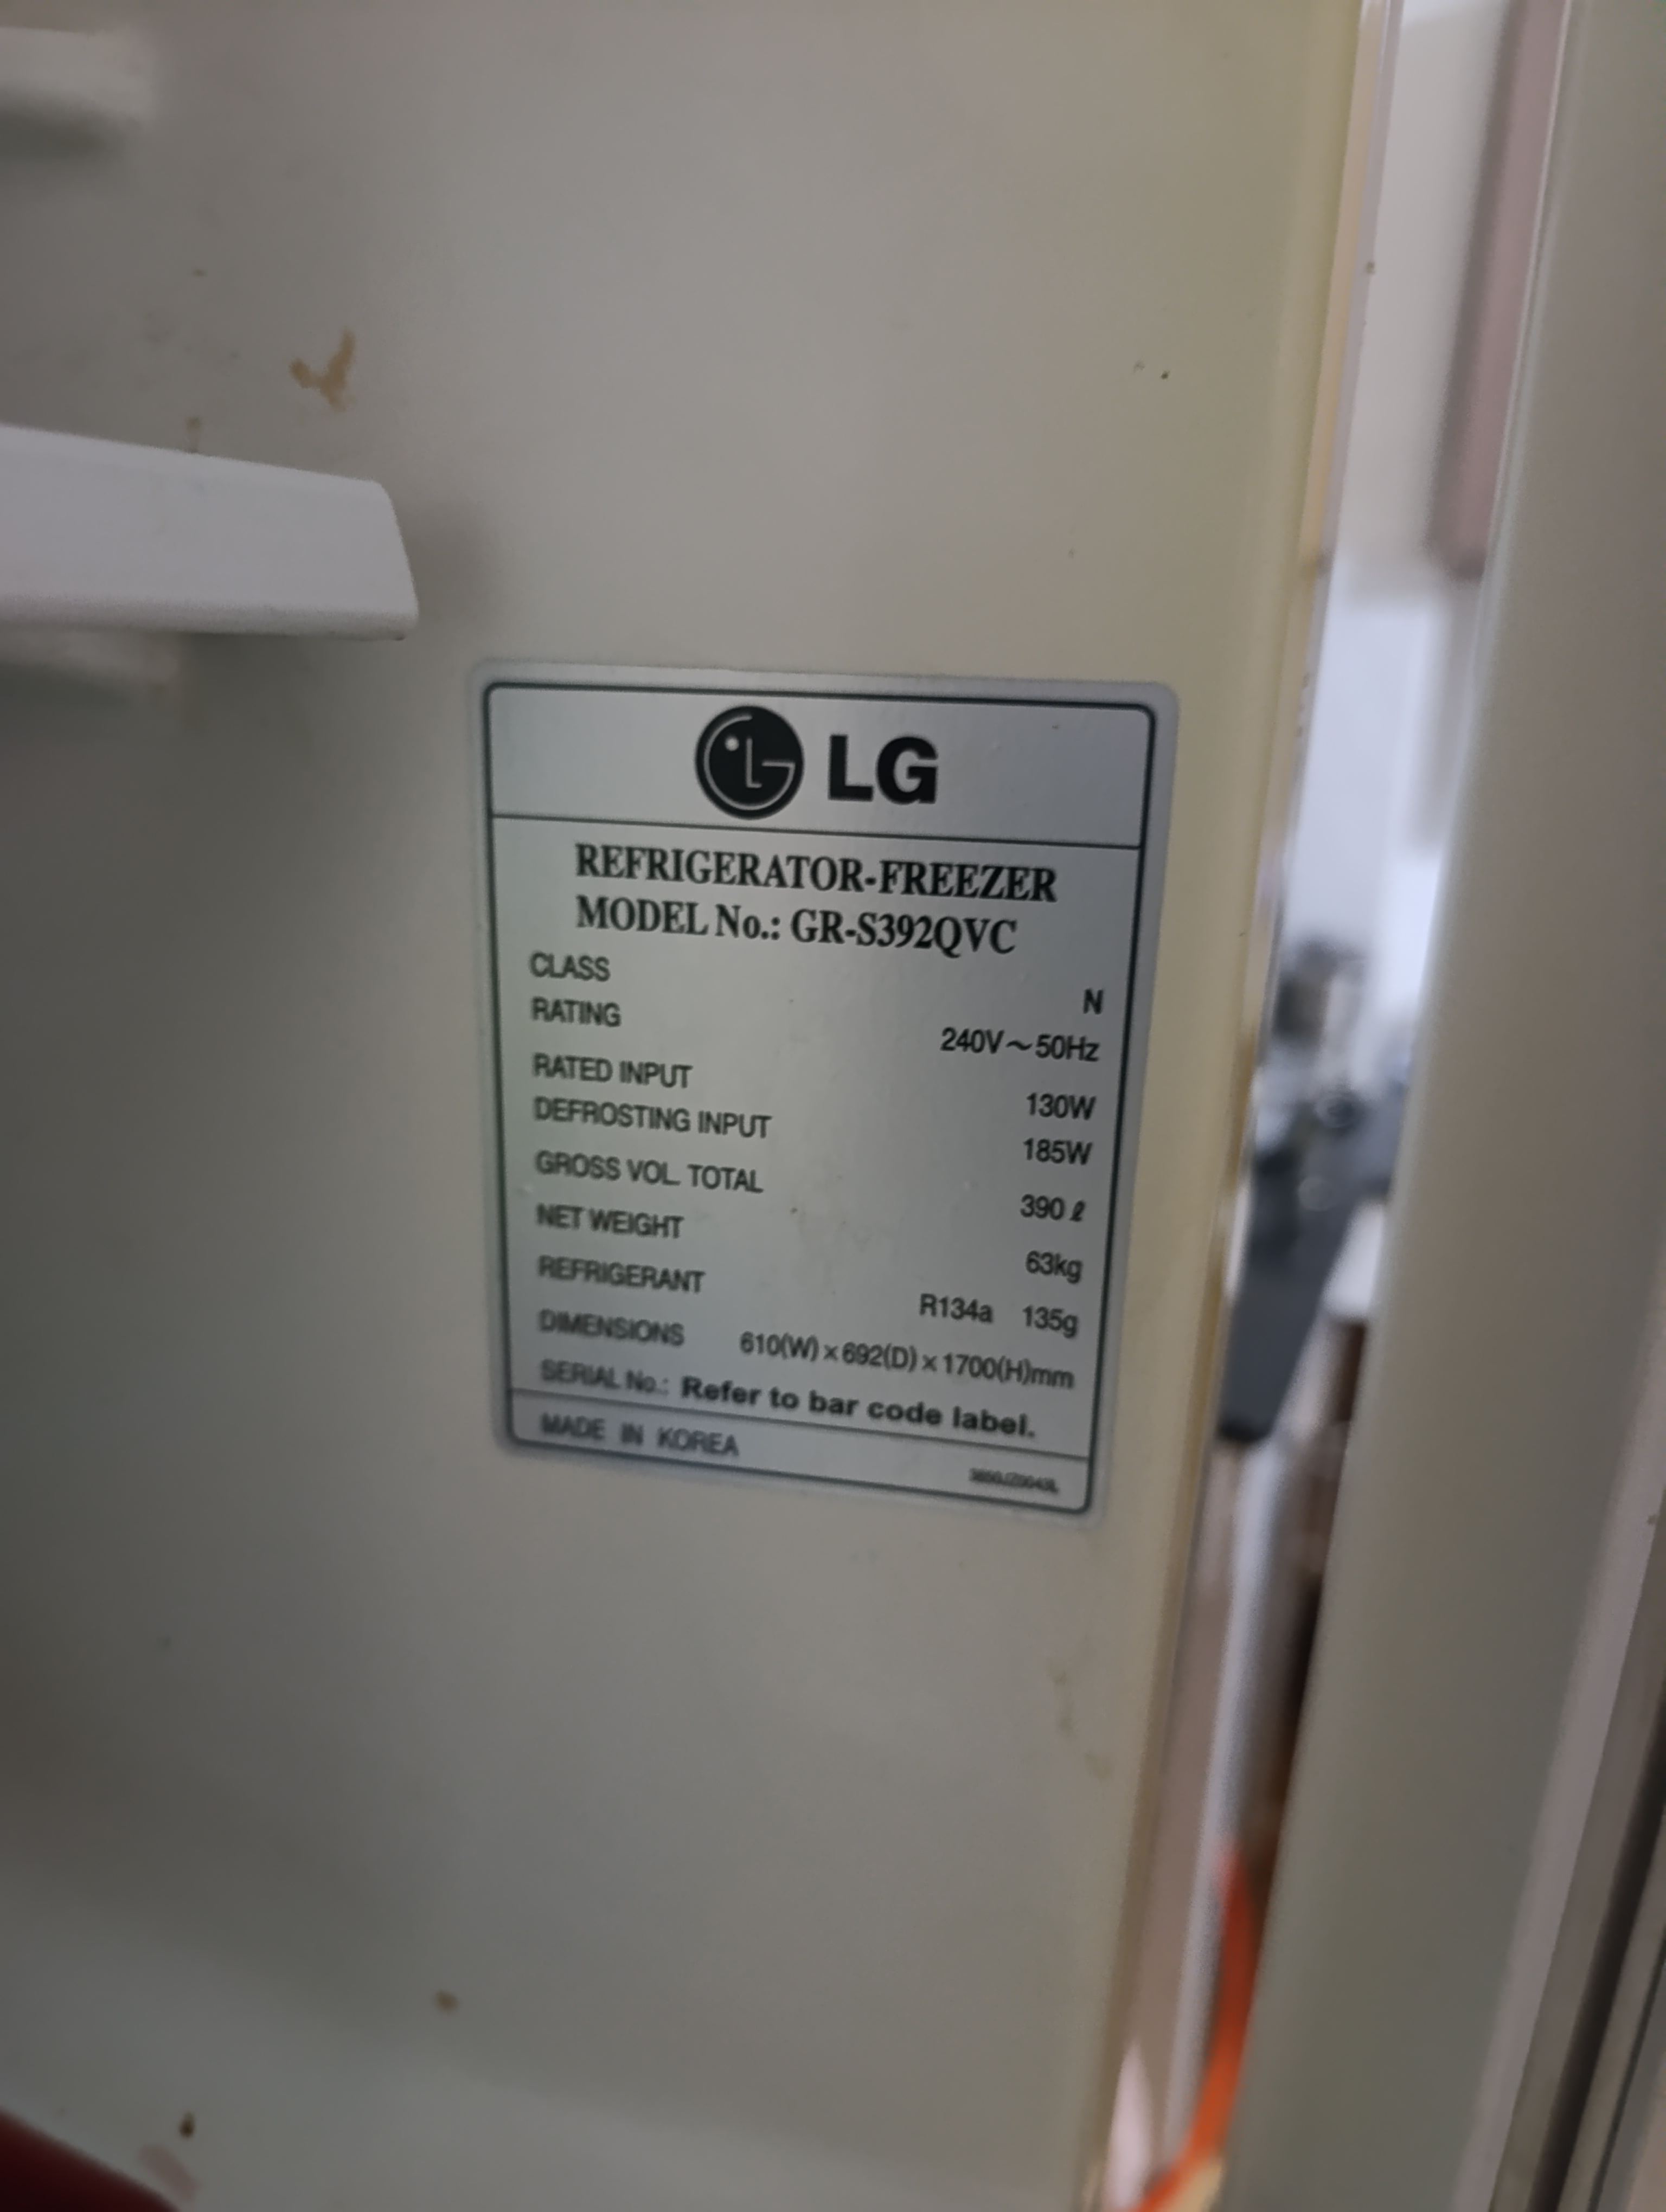 LG
REFRIGERATOR-FREEZER
MODEL No.: GR-S392QVC
CLASS N
RATING 240V~50Hz
RATED INPUT 130W
DEFROSTING INPUT 185W
GROSS VOL. TOTAL 390 ℓ
NET WEIGHT 63kg
REFRIGERANT R134a 135g
DIMENSIONS 610(W)×692(D)×1700(H)mm
SERIAL No.: Refer to bar code label.
MADE IN KOREA